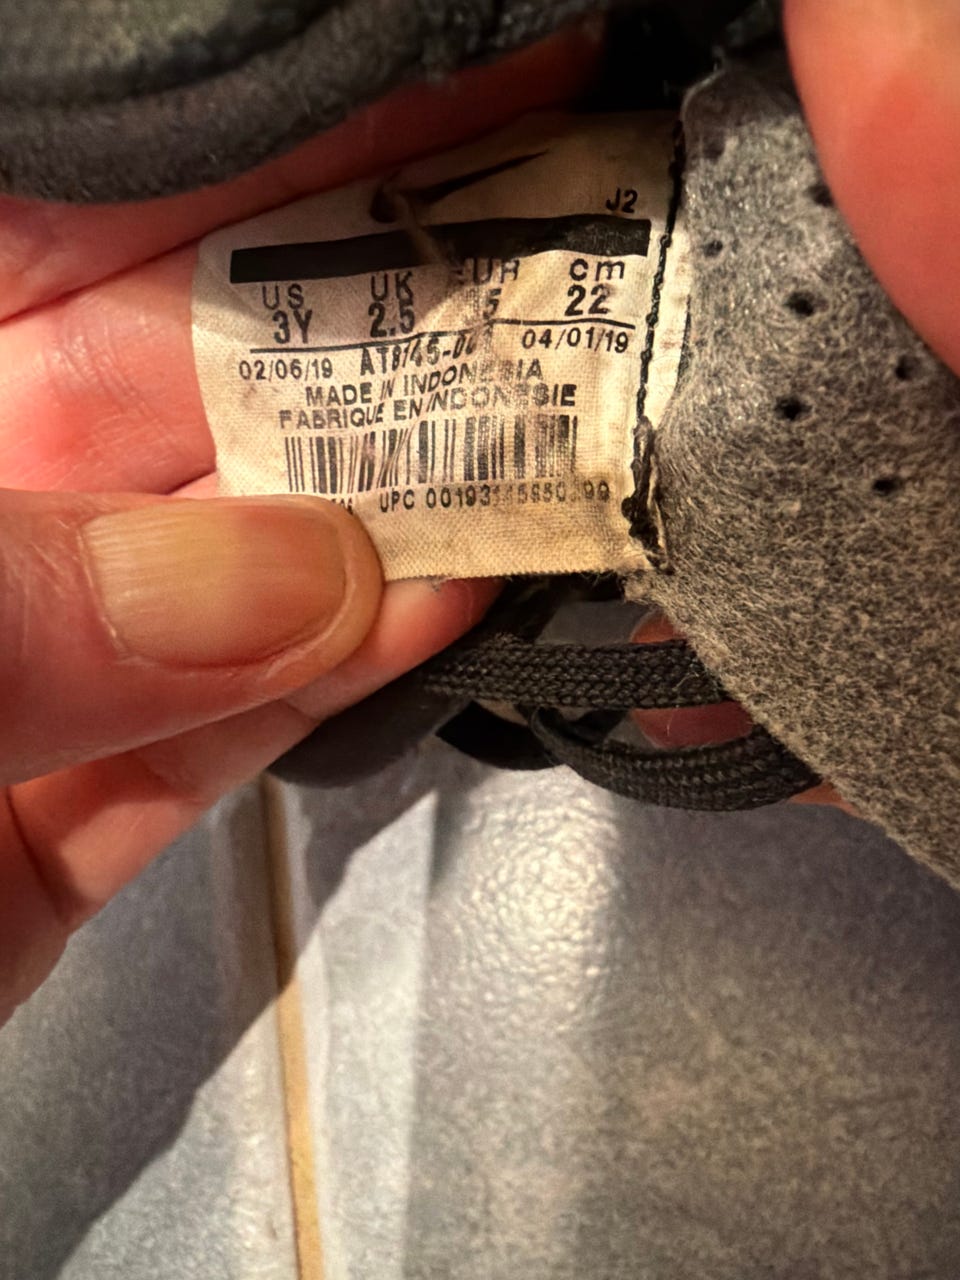 J2
US UK EUR cm
3Y 2.5 22
02/06/19 04/01/19
MADE IN INDONESIA
FABRIQUE EN INDONESIE
UPC